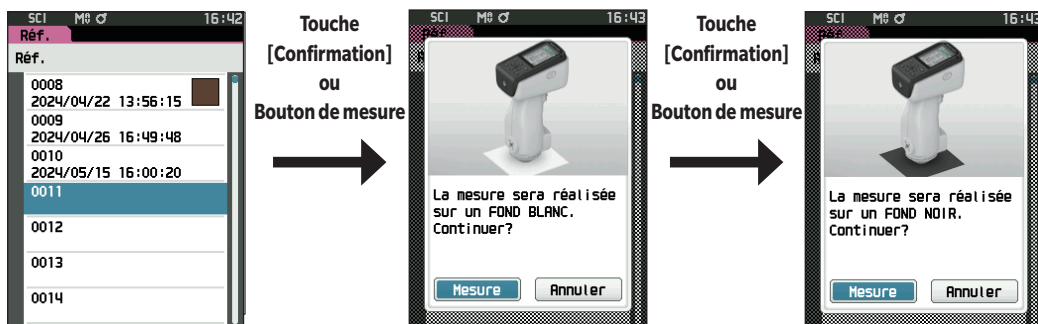 SCI M 16:42
Réf.
Réf.
0008
2024/04/22 13:56:15
0009
2024/04/26 16:49:48
0010
2024/05/15 16:00:20
0011
0012
0013
0014
Touche
[Confirmation]
ou
Bouton de mesure
SCI M 16:43
Réf.
La mesure sera réalisée
sur un FOND BLANC.
Continuer?
Mesure Annuler
Touche
[Confirmation]
ou
Bouton de mesure
SCI M 16:43
Réf.
La mesure sera réalisée
sur un FOND NOIR.
Continuer?
Mesure Annuler